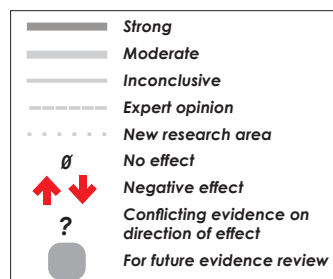 Strong
Moderate
Inconclusive
Expert opinion
New research area
Ø No effect
Negative effect
? Conflicting evidence on
direction of effect
For future evidence review